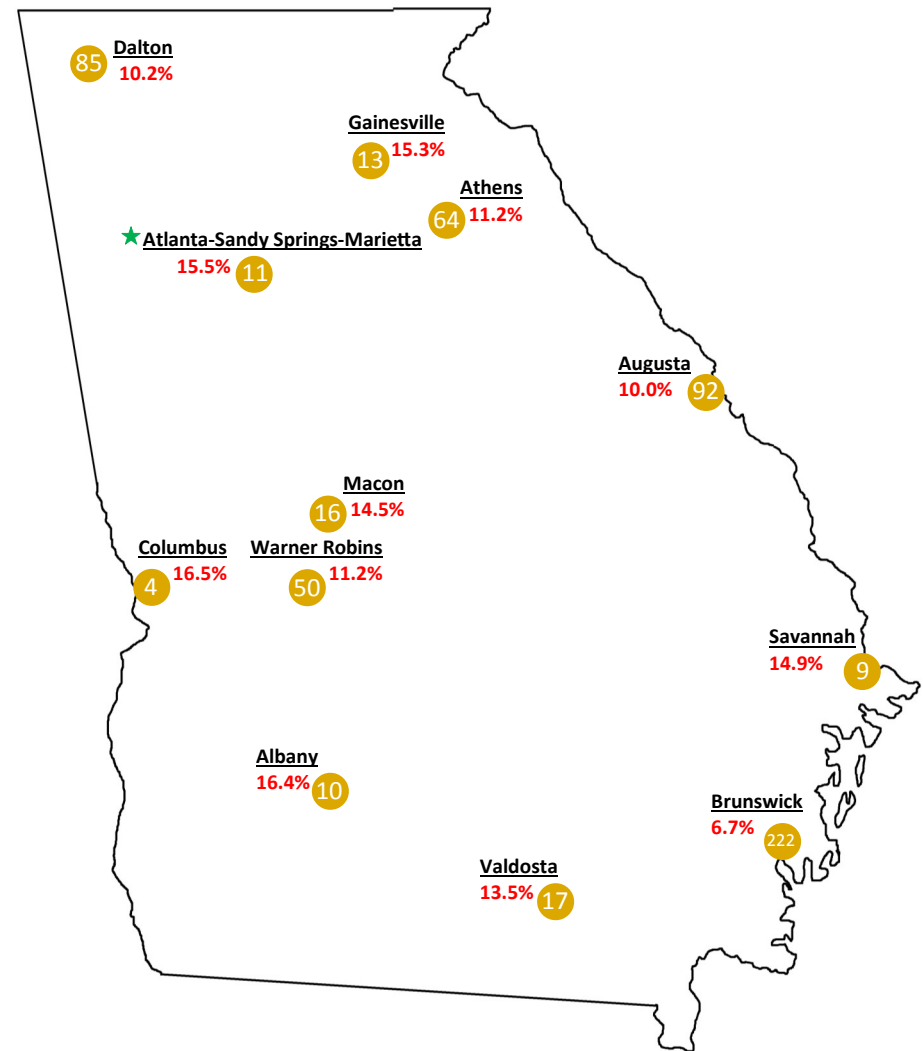 Dalton
85
10.2%
Gainesville
13
15.3%
Athens
64
11.2%
Atlanta-Sandy Springs-Marietta
15.5%
11
Augusta
10.0%
92
Macon
16
14.5%
Columbus
4
16.5%
Warner Robins
50
11.2%
Savannah
14.9%
9
Albany
16.4%
10
Brunswick
6.7%
222
Valdosta
13.5%
17